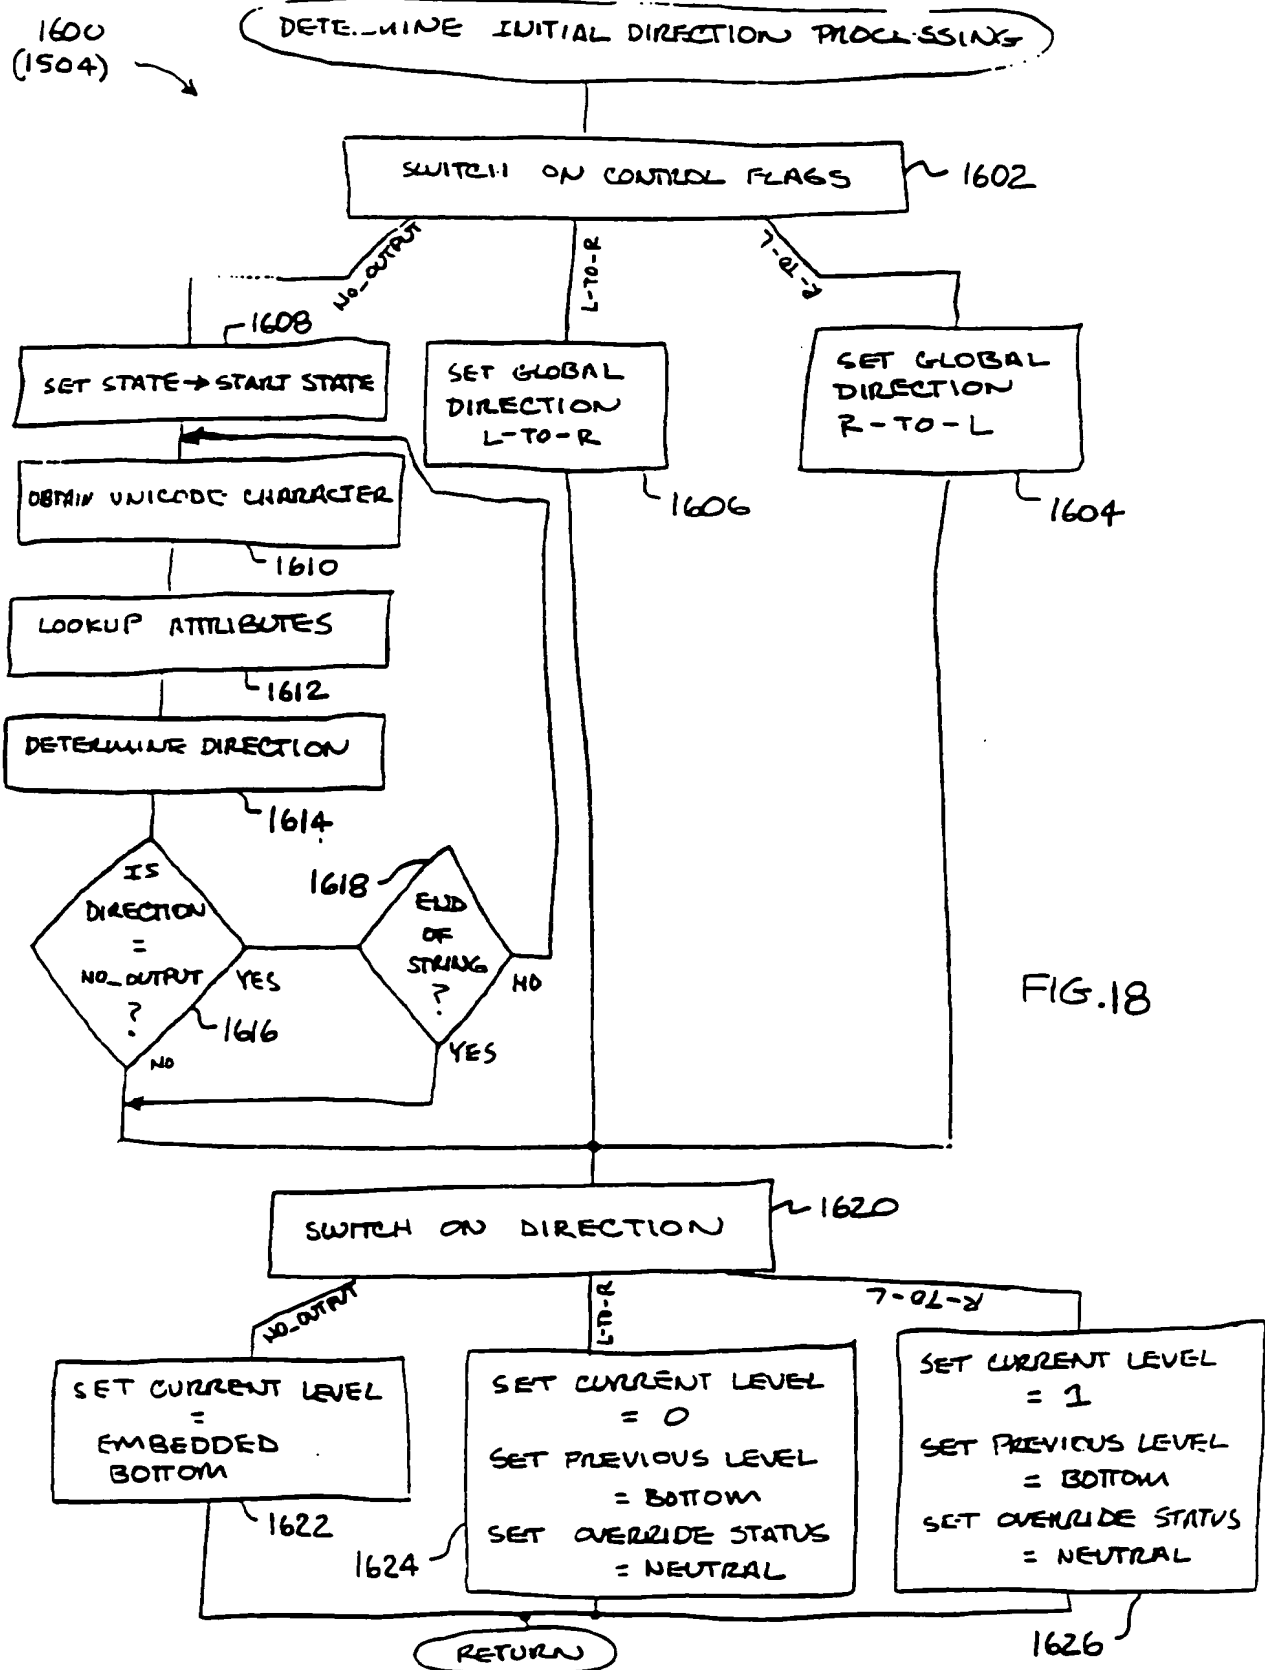 1600
(1504)
DETE..MINE INITIAL DIRECTION PROCESSING
SWITCH ON CONTROL FLAGS
1602
NO_OUTPUT
L-TO-R
R-TO-L
1608
SET STATE→START STATE
SET GLOBAL
DIRECTION
L-TO-R
1606
SET GLOBAL
DIRECTION
R-TO-L
1604
OBTAIN UNICODE CHARACTER
1610
LOOKUP ATTRIBUTES
1612
DETERMINE DIRECTION
1614
IS
DIRECTION
=
NO_OUTPUT
?
YES
1616
NO
1618
END
OF
STRING
?
NO
YES
FIG.18
SWITCH ON DIRECTION
1620
NO_OUTPUT
L-TO-R
R-TO-L
SET CURRENT LEVEL
=
EMBEDDED
BOTTOM
1622
SET CURRENT LEVEL
= 0
SET PREVIOUS LEVEL
= BOTTOM
SET OVERRIDE STATUS
= NEUTRAL
1624
SET CURRENT LEVEL
= 1
SET PREVIOUS LEVEL
= BOTTOM
SET OVERRIDE STATUS
= NEUTRAL
1626
RETURN